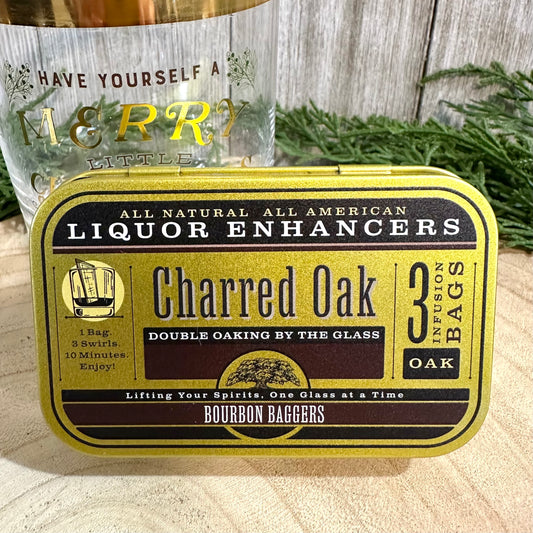 HAVE YOURSELF A
MERRY
LITTLE
ALL NATURAL ALL AMERICAN
LIQUOR ENHANCERS
1 Bag.
3 Swirls.
10 Minutes.
Enjoy!
Charred Oak
DOUBLE OAKING BY THE GLASS
3
INFUSION
BAGS
OAK
Lifting Your Spirits, One Glass at a Time
BOURBON BAGGERS